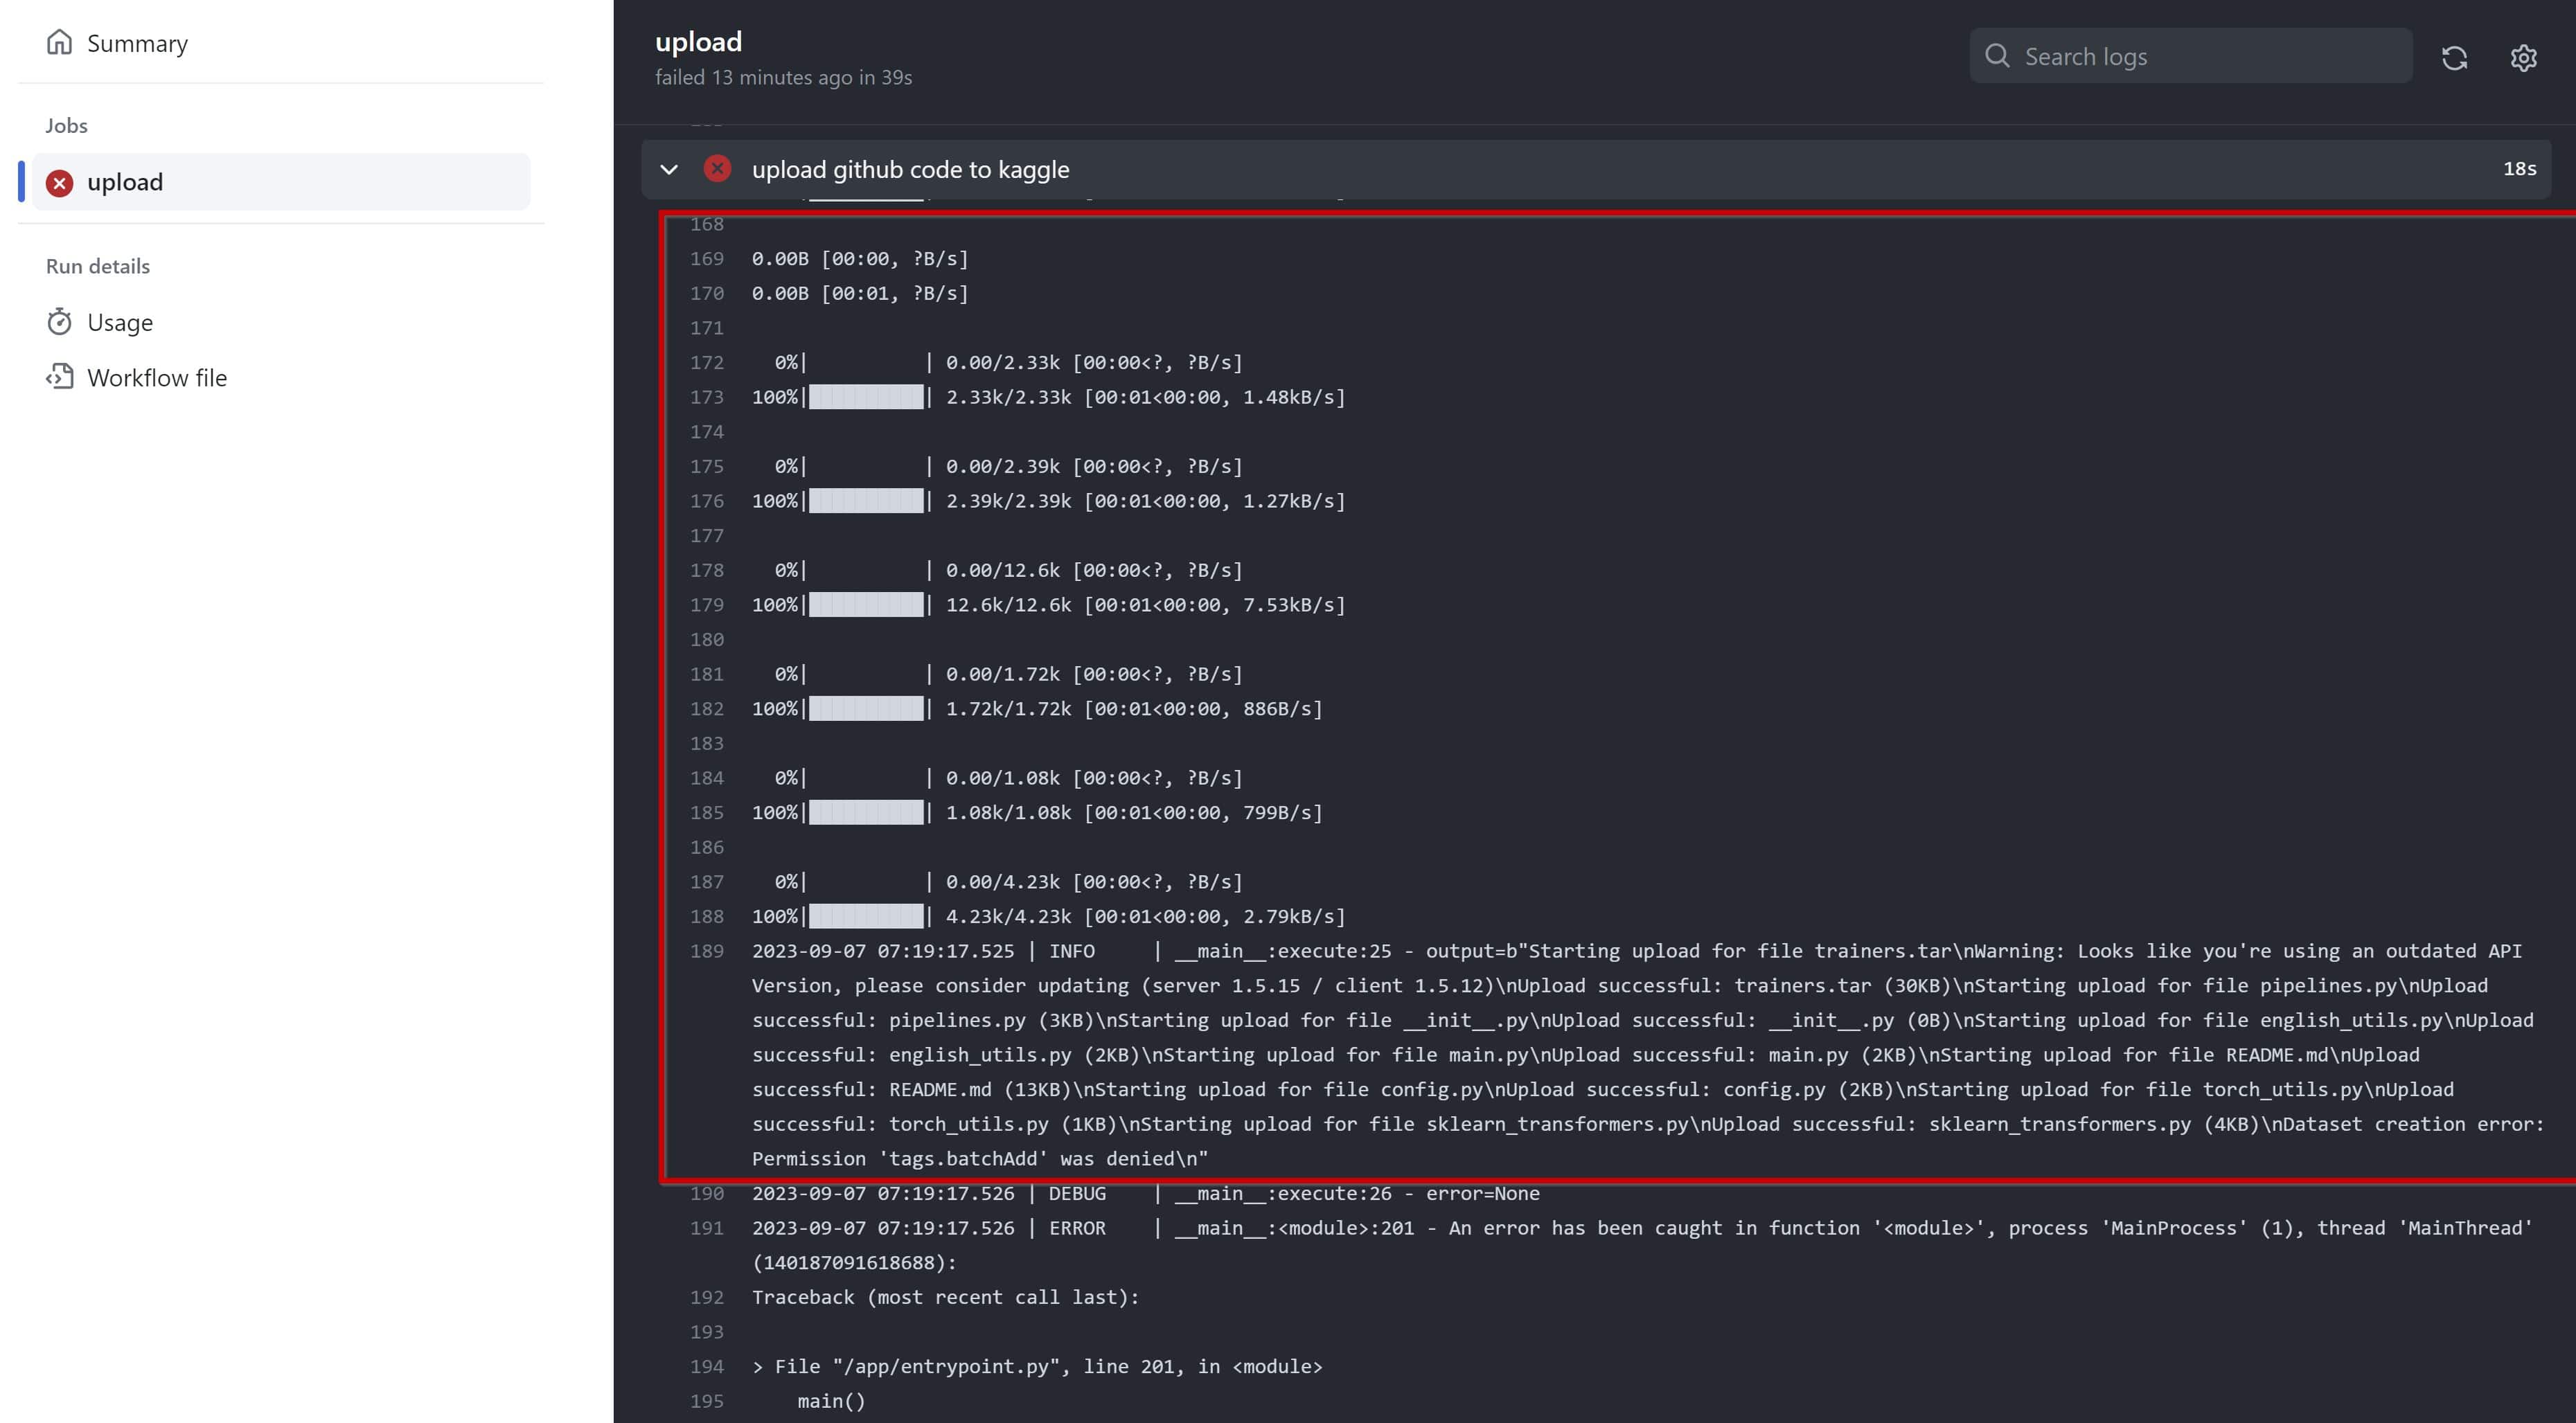 Summary
Jobs
upload
Run details
Usage
Workflow file
upload
failed 13 minutes ago in 39s
Search logs
upload github code to kaggle
18s
168
169 0.00B [00:00, ?B/s]
170 0.00B [00:01, ?B/s]
171
172 0%| | 0.00/2.33k [00:00<?, ?B/s]
173 100%|██████████| 2.33k/2.33k [00:01<00:00, 1.48kB/s]
174
175 0%| | 0.00/2.39k [00:00<?, ?B/s]
176 100%|██████████| 2.39k/2.39k [00:01<00:00, 1.27kB/s]
177
178 0%| | 0.00/12.6k [00:00<?, ?B/s]
179 100%|██████████| 12.6k/12.6k [00:01<00:00, 7.53kB/s]
180
181 0%| | 0.00/1.72k [00:00<?, ?B/s]
182 100%|██████████| 1.72k/1.72k [00:01<00:00, 886B/s]
183
184 0%| | 0.00/1.08k [00:00<?, ?B/s]
185 100%|██████████| 1.08k/1.08k [00:01<00:00, 799B/s]
186
187 0%| | 0.00/4.23k [00:00<?, ?B/s]
188 100%|██████████| 4.23k/4.23k [00:01<00:00, 2.79kB/s]
189 2023-09-07 07:19:17.525 | INFO | __main__:execute:25 - output=b"Starting upload for file trainers.tar\nWarning: Looks like you're using an outdated API
Version, please consider updating (server 1.5.15 / client 1.5.12)\nUpload successful: trainers.tar (30KB)\nStarting upload for file pipelines.py\nUpload
successful: pipelines.py (3KB)\nStarting upload for file __init__.py\nUpload successful: __init__.py (0B)\nStarting upload for file english_utils.py\nUpload
successful: english_utils.py (2KB)\nStarting upload for file main.py\nUpload successful: main.py (2KB)\nStarting upload for file README.md\nUpload
successful: README.md (13KB)\nStarting upload for file config.py\nUpload successful: config.py (2KB)\nStarting upload for file torch_utils.py\nUpload
successful: torch_utils.py (1KB)\nStarting upload for file sklearn_transformers.py\nUpload successful: sklearn_transformers.py (4KB)\nDataset creation error:
Permission 'tags.batchAdd' was denied\n"
190 2023-09-07 07:19:17.526 | DEBUG | __main__:execute:26 - error=None
191 2023-09-07 07:19:17.526 | ERROR | __main__:<module>:201 - An error has been caught in function '<module>', process 'MainProcess' (1), thread 'MainThread'
(140187091618688):
192 Traceback (most recent call last):
193
194 > File "/app/entrypoint.py", line 201, in <module>
195 main()